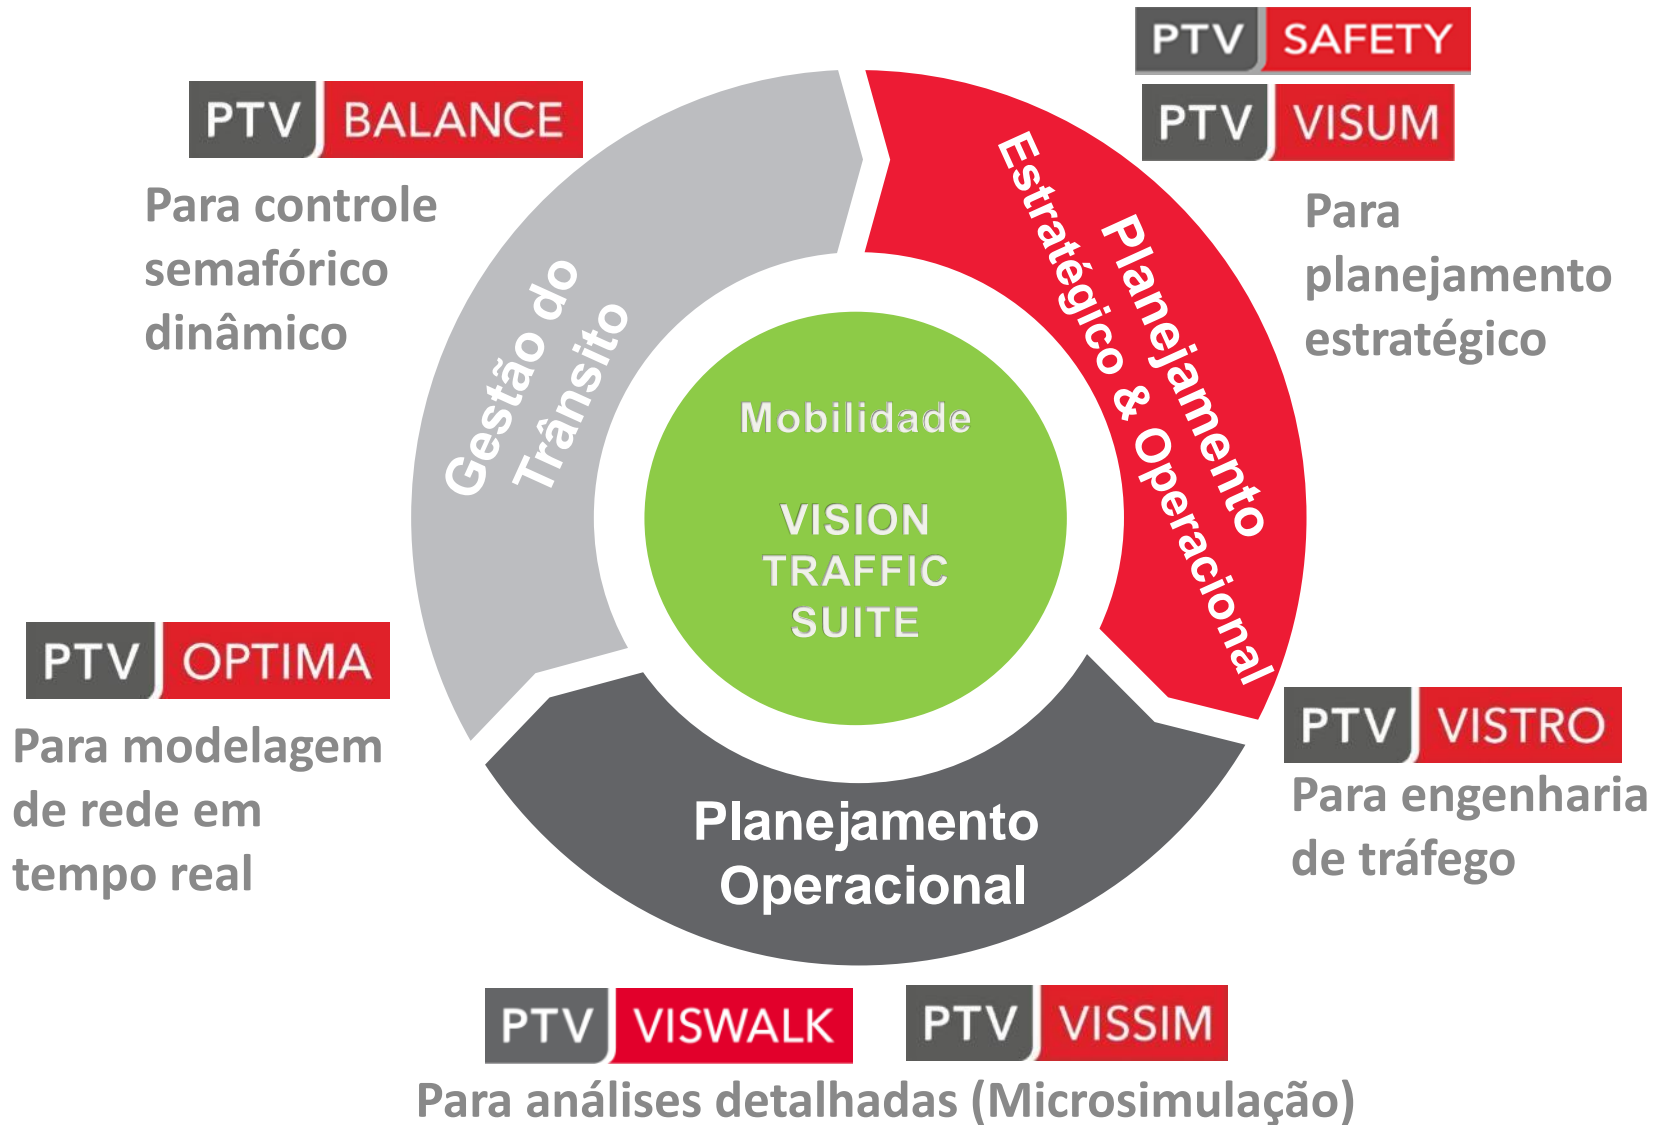 PTV SAFETY
PTV VISUM
Para
planejamento
estratégico
PTV BALANCE
Para controle
semafórico
dinâmico
Gestão do
Trânsito
Planejamento
Estratégico & Operacional
Mobilidade
VISION
TRAFFIC
SUITE
PTV OPTIMA
Para modelagem
de rede em
tempo real
PTV VISTRO
Para engenharia
de tráfego
Planejamento
Operacional
PTV VISWALK
PTV VISSIM
Para análises detalhadas (Microsimulação)